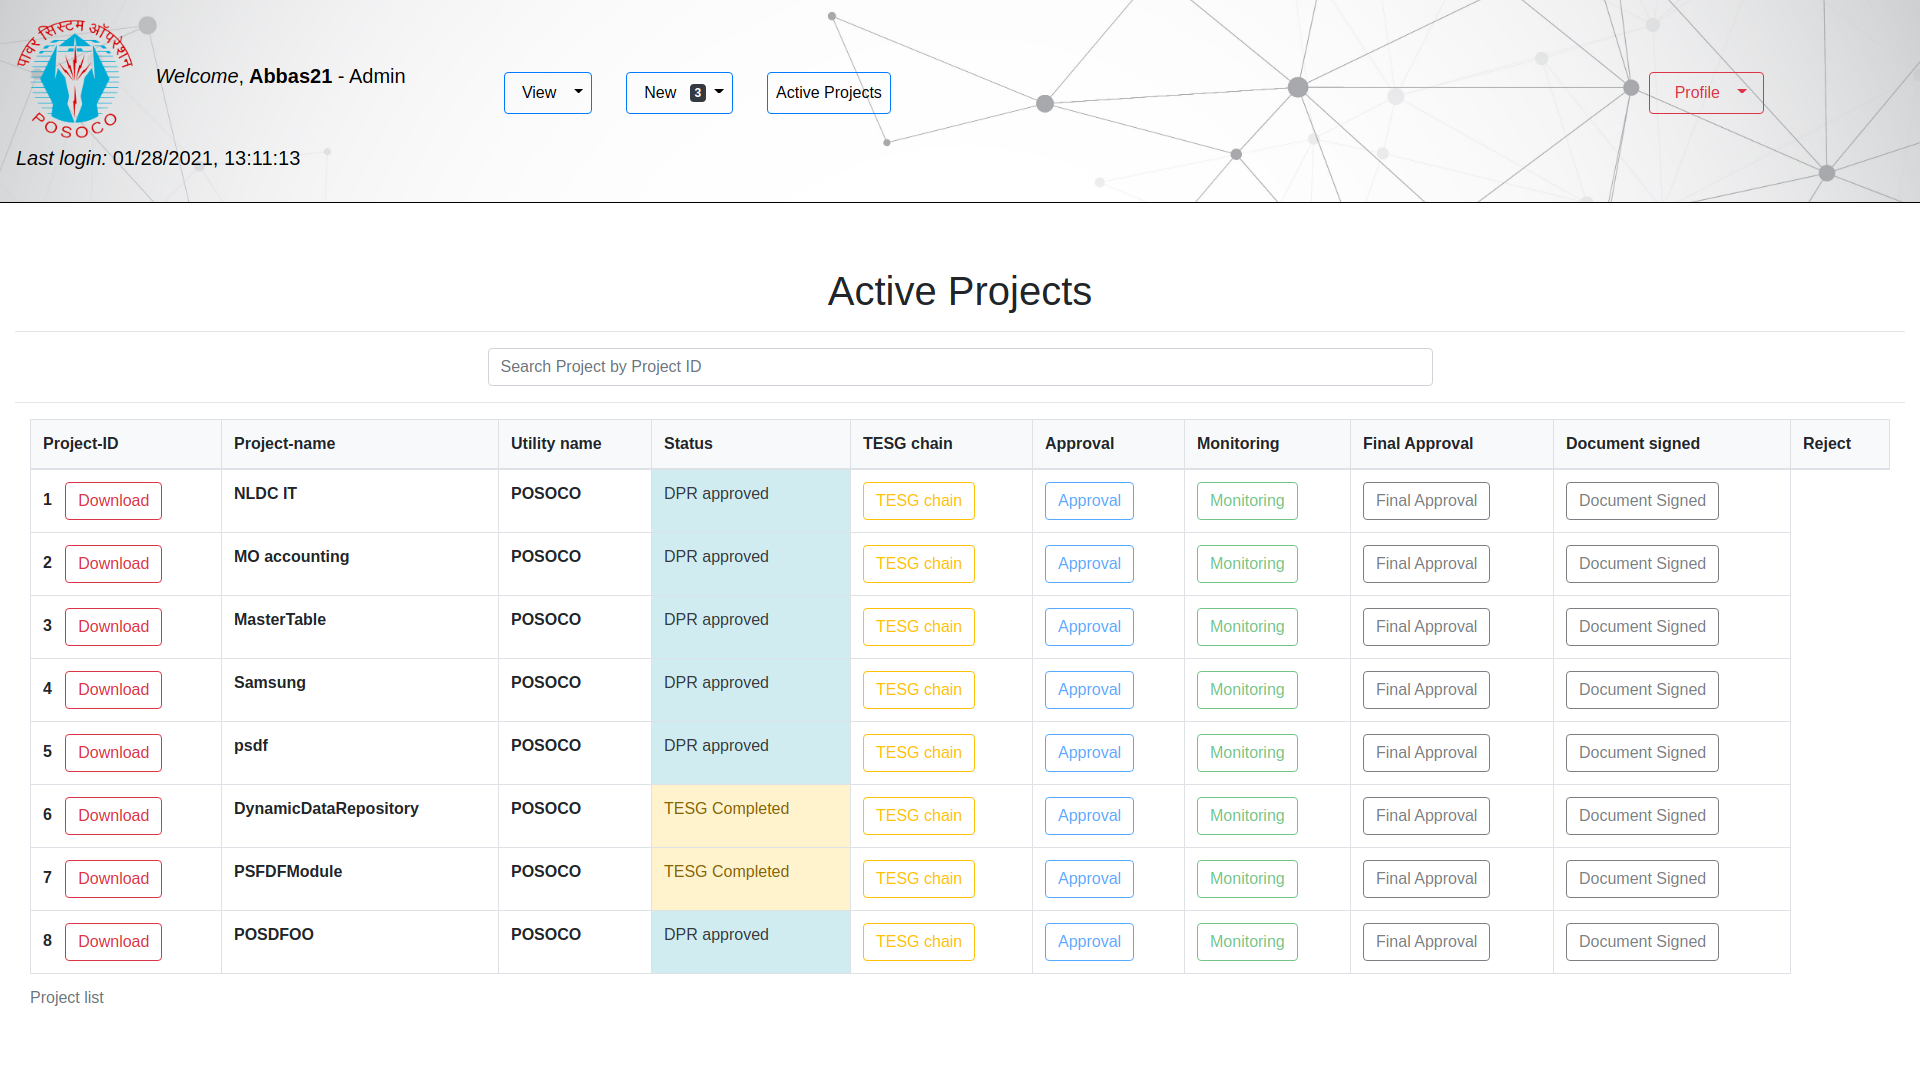 पावर सिस्टम ऑपरेशन
POSOCO
Welcome, Abbas21 - Admin
View
New 3
Active Projects
Profile
Last login: 01/28/2021, 13:11:13
Active Projects
Search Project by Project ID
Project-ID Project-name Utility name Status TESG chain Approval Monitoring Final Approval Document signed Reject
1 Download NLDC IT POSOCO DPR approved TESG chain Approval Monitoring Final Approval Document Signed
2 Download MO accounting POSOCO DPR approved TESG chain Approval Monitoring Final Approval Document Signed
3 Download MasterTable POSOCO DPR approved TESG chain Approval Monitoring Final Approval Document Signed
4 Download Samsung POSOCO DPR approved TESG chain Approval Monitoring Final Approval Document Signed
5 Download psdf POSOCO DPR approved TESG chain Approval Monitoring Final Approval Document Signed
6 Download DynamicDataRepository POSOCO TESG Completed TESG chain Approval Monitoring Final Approval Document Signed
7 Download PSFDFModule POSOCO TESG Completed TESG chain Approval Monitoring Final Approval Document Signed
8 Download POSDFOO POSOCO DPR approved TESG chain Approval Monitoring Final Approval Document Signed
Project list